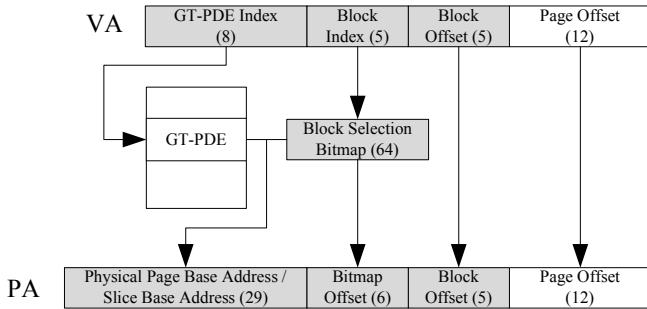 VA
GT-PDE Index
(8)
Block
Index (5)
Block
Offset (5)
Page Offset
(12)
GT-PDE
Block Selection
Bitmap (64)
PA
Physical Page Base Address /
Slice Base Address (29)
Bitmap
Offset (6)
Block
Offset (5)
Page Offset
(12)